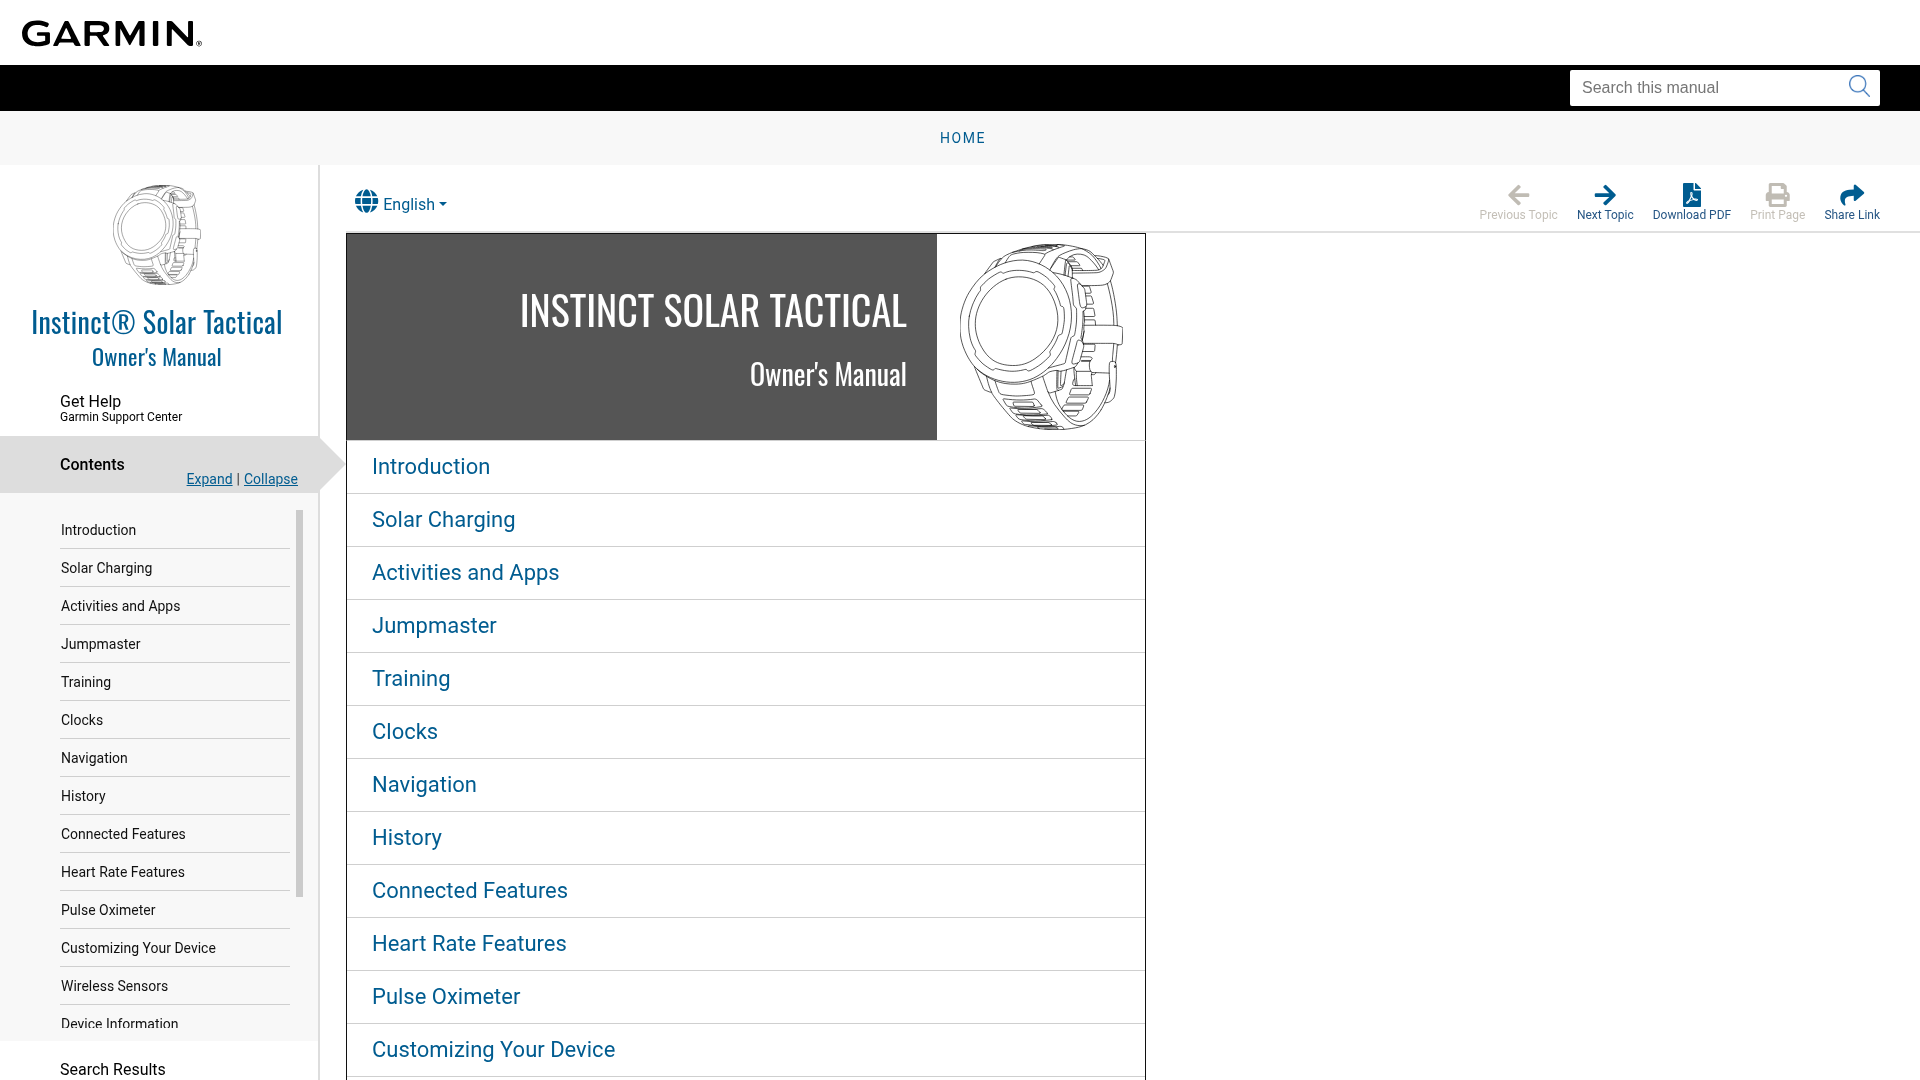 GARMIN®
Search this manual
HOME
Instinct® Solar Tactical
Owner's Manual
Get Help
Garmin Support Center
Contents
Expand | Collapse
Introduction
Solar Charging
Activities and Apps
Jumpmaster
Training
Clocks
Navigation
History
Connected Features
Heart Rate Features
Pulse Oximeter
Customizing Your Device
Wireless Sensors
Device Information
Search Results
English
Previous Topic
Next Topic
Download PDF
Print Page
Share Link
INSTINCT SOLAR TACTICAL
Owner's Manual
Introduction
Solar Charging
Activities and Apps
Jumpmaster
Training
Clocks
Navigation
History
Connected Features
Heart Rate Features
Pulse Oximeter
Customizing Your Device